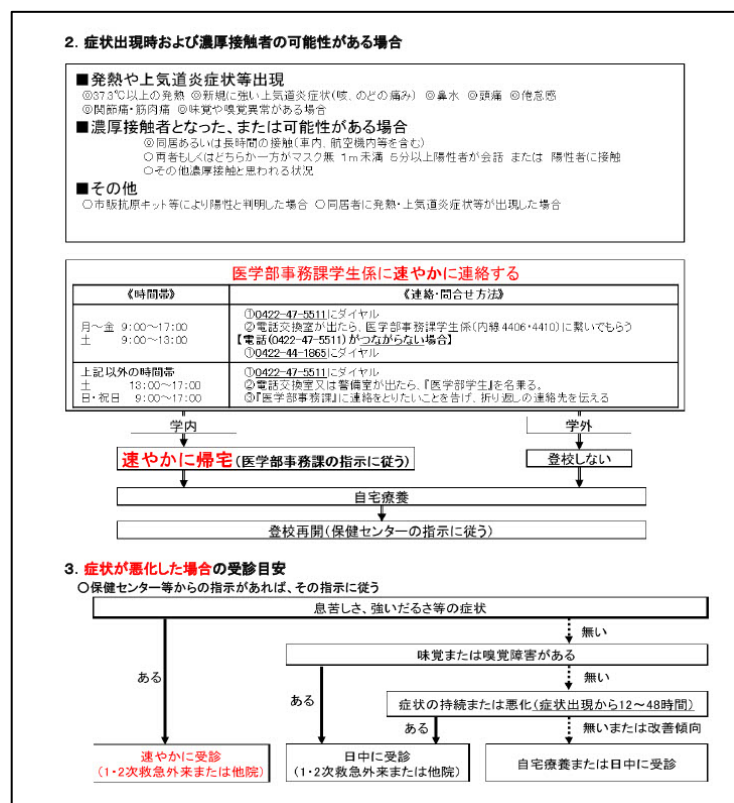 2．症状出現時および濃厚接触者の可能性がある場合
■発熱や上気道炎症状等出現
◎37.3℃以上の発熱 ◎新規に強い上気道炎症状(咳、のどの痛み) ◎鼻水 ◎頭痛 ◎倦怠感
◎関節痛・筋肉痛 ◎味覚や嗅覚異常がある場合
■濃厚接触者となった、または可能性がある場合
◎同居あるいは長時間の接触(車内、航空機内等を含む)
○両者もしくはどちらか一方がマスク無 1m未満 5分以上陽性者が会話 または 陽性者に接触
○その他濃厚接触と思われる状況
■その他
○市販抗原キット等により陽性と判明した場合 ○同居者に発熱・上気道炎症状等が出現した場合
医学部事務課学生係に速やかに連絡する
《時間帯》 《連絡・問合せ方法》
月～金 9:00～17:00
土 9:00～13:00
①0422-47-5511にダイヤル
②電話交換室が出たら、医学部事務課学生係(内線4406・4410)に繋いでもらう
【電話(0422-47-5511)がつながらない場合】
①0422-44-1865にダイヤル
上記以外の時間帯
土 13:00～17:00
日・祝日 9:00～17:00
①0422-47-5511にダイヤル
②電話交換室又は警備室が出たら、『医学部学生』を名乗る。
③『医学部事務課』に連絡をとりたいことを告げ、折り返しの連絡先を伝える
学内 学外
速やかに帰宅(医学部事務課の指示に従う) 登校しない
自宅療養
登校再開(保健センターの指示に従う)
3．症状が悪化した場合の受診目安
○保健センター等からの指示があれば、その指示に従う
息苦しさ、強いだるさ等の症状
無い
味覚または嗅覚障害がある
ある 無い
症状の持続または悪化(症状出現から12～48時間)
ある ある 無いまたは改善傾向
速やかに受診
(1・2次救急外来または他院)
日中に受診
(1・2次救急外来または他院)
自宅療養または日中に受診